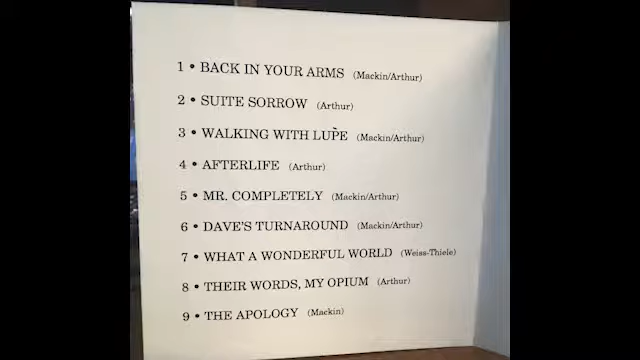 1 • BACK IN YOUR ARMS (Mackin/Arthur)
2 • SUITE SORROW (Arthur)
3 • WALKING WITH LUPÈ (Mackin/Arthur)
4 • AFTERLIFE (Arthur)
5 • MR. COMPLETELY (Mackin/Arthur)
6 • DAVE'S TURNAROUND (Mackin/Arthur)
7 • WHAT A WONDERFUL WORLD (Weiss-Thiele)
8 • THEIR WORDS, MY OPIUM (Arthur)
9 • THE APOLOGY (Mackin)